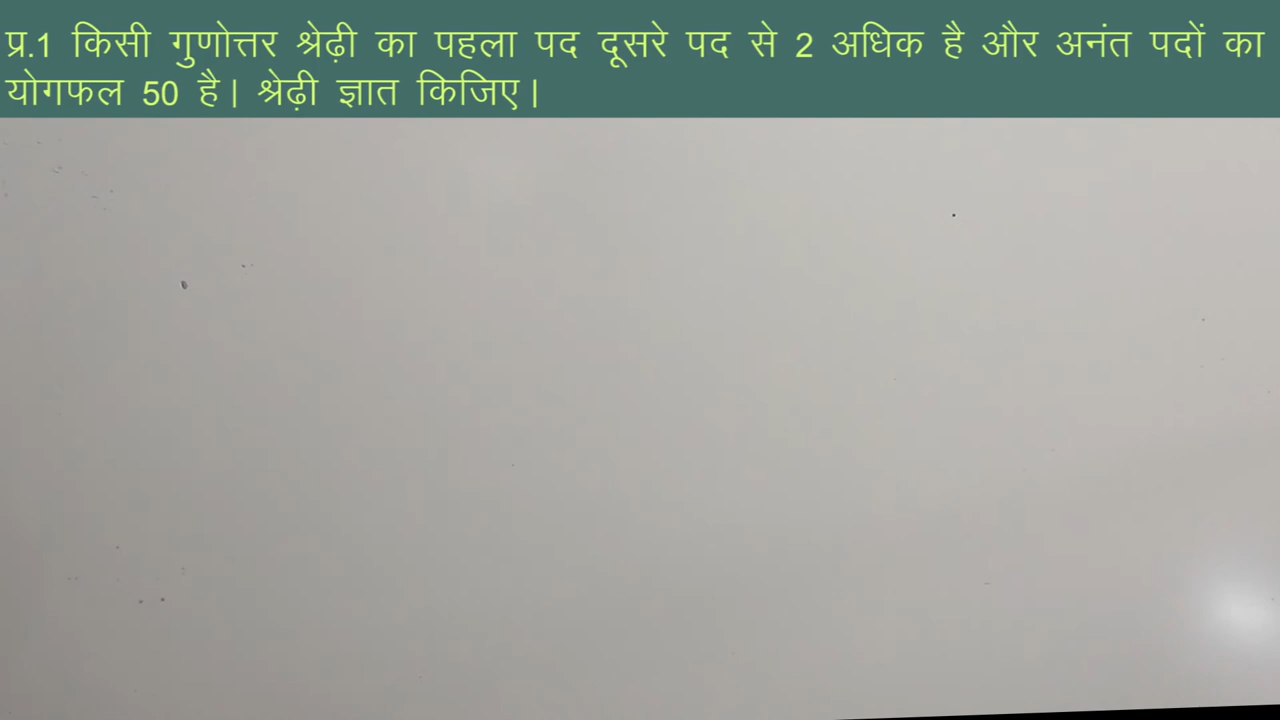 प्र.1 किसी गुणोत्तर श्रेढ़ी का पहला पद दूसरे पद से 2 अधिक है और अनंत पदों का
योगफल 50 है| श्रेढ़ी ज्ञात किजिए|